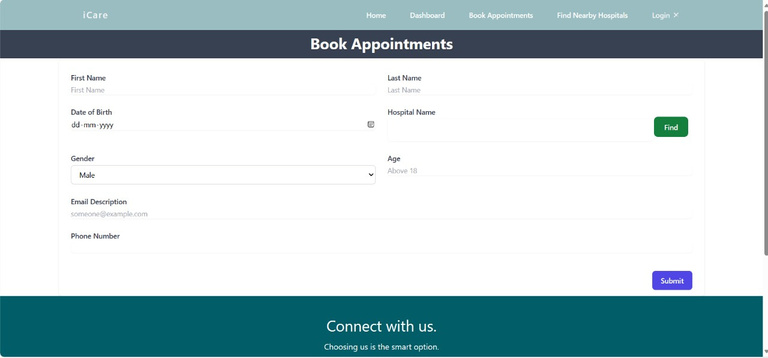 iCare
Home Dashboard Book Appointments Find Nearby Hospitals Login
Book Appointments
First Name Last Name
First Name Last Name
Date of Birth Hospital Name
dd-mm-yyyy Find
Gender Age
Male Above 18
Email Description
someone@example.com
Phone Number
Submit
Connect with us.
Choosing us is the smart option.